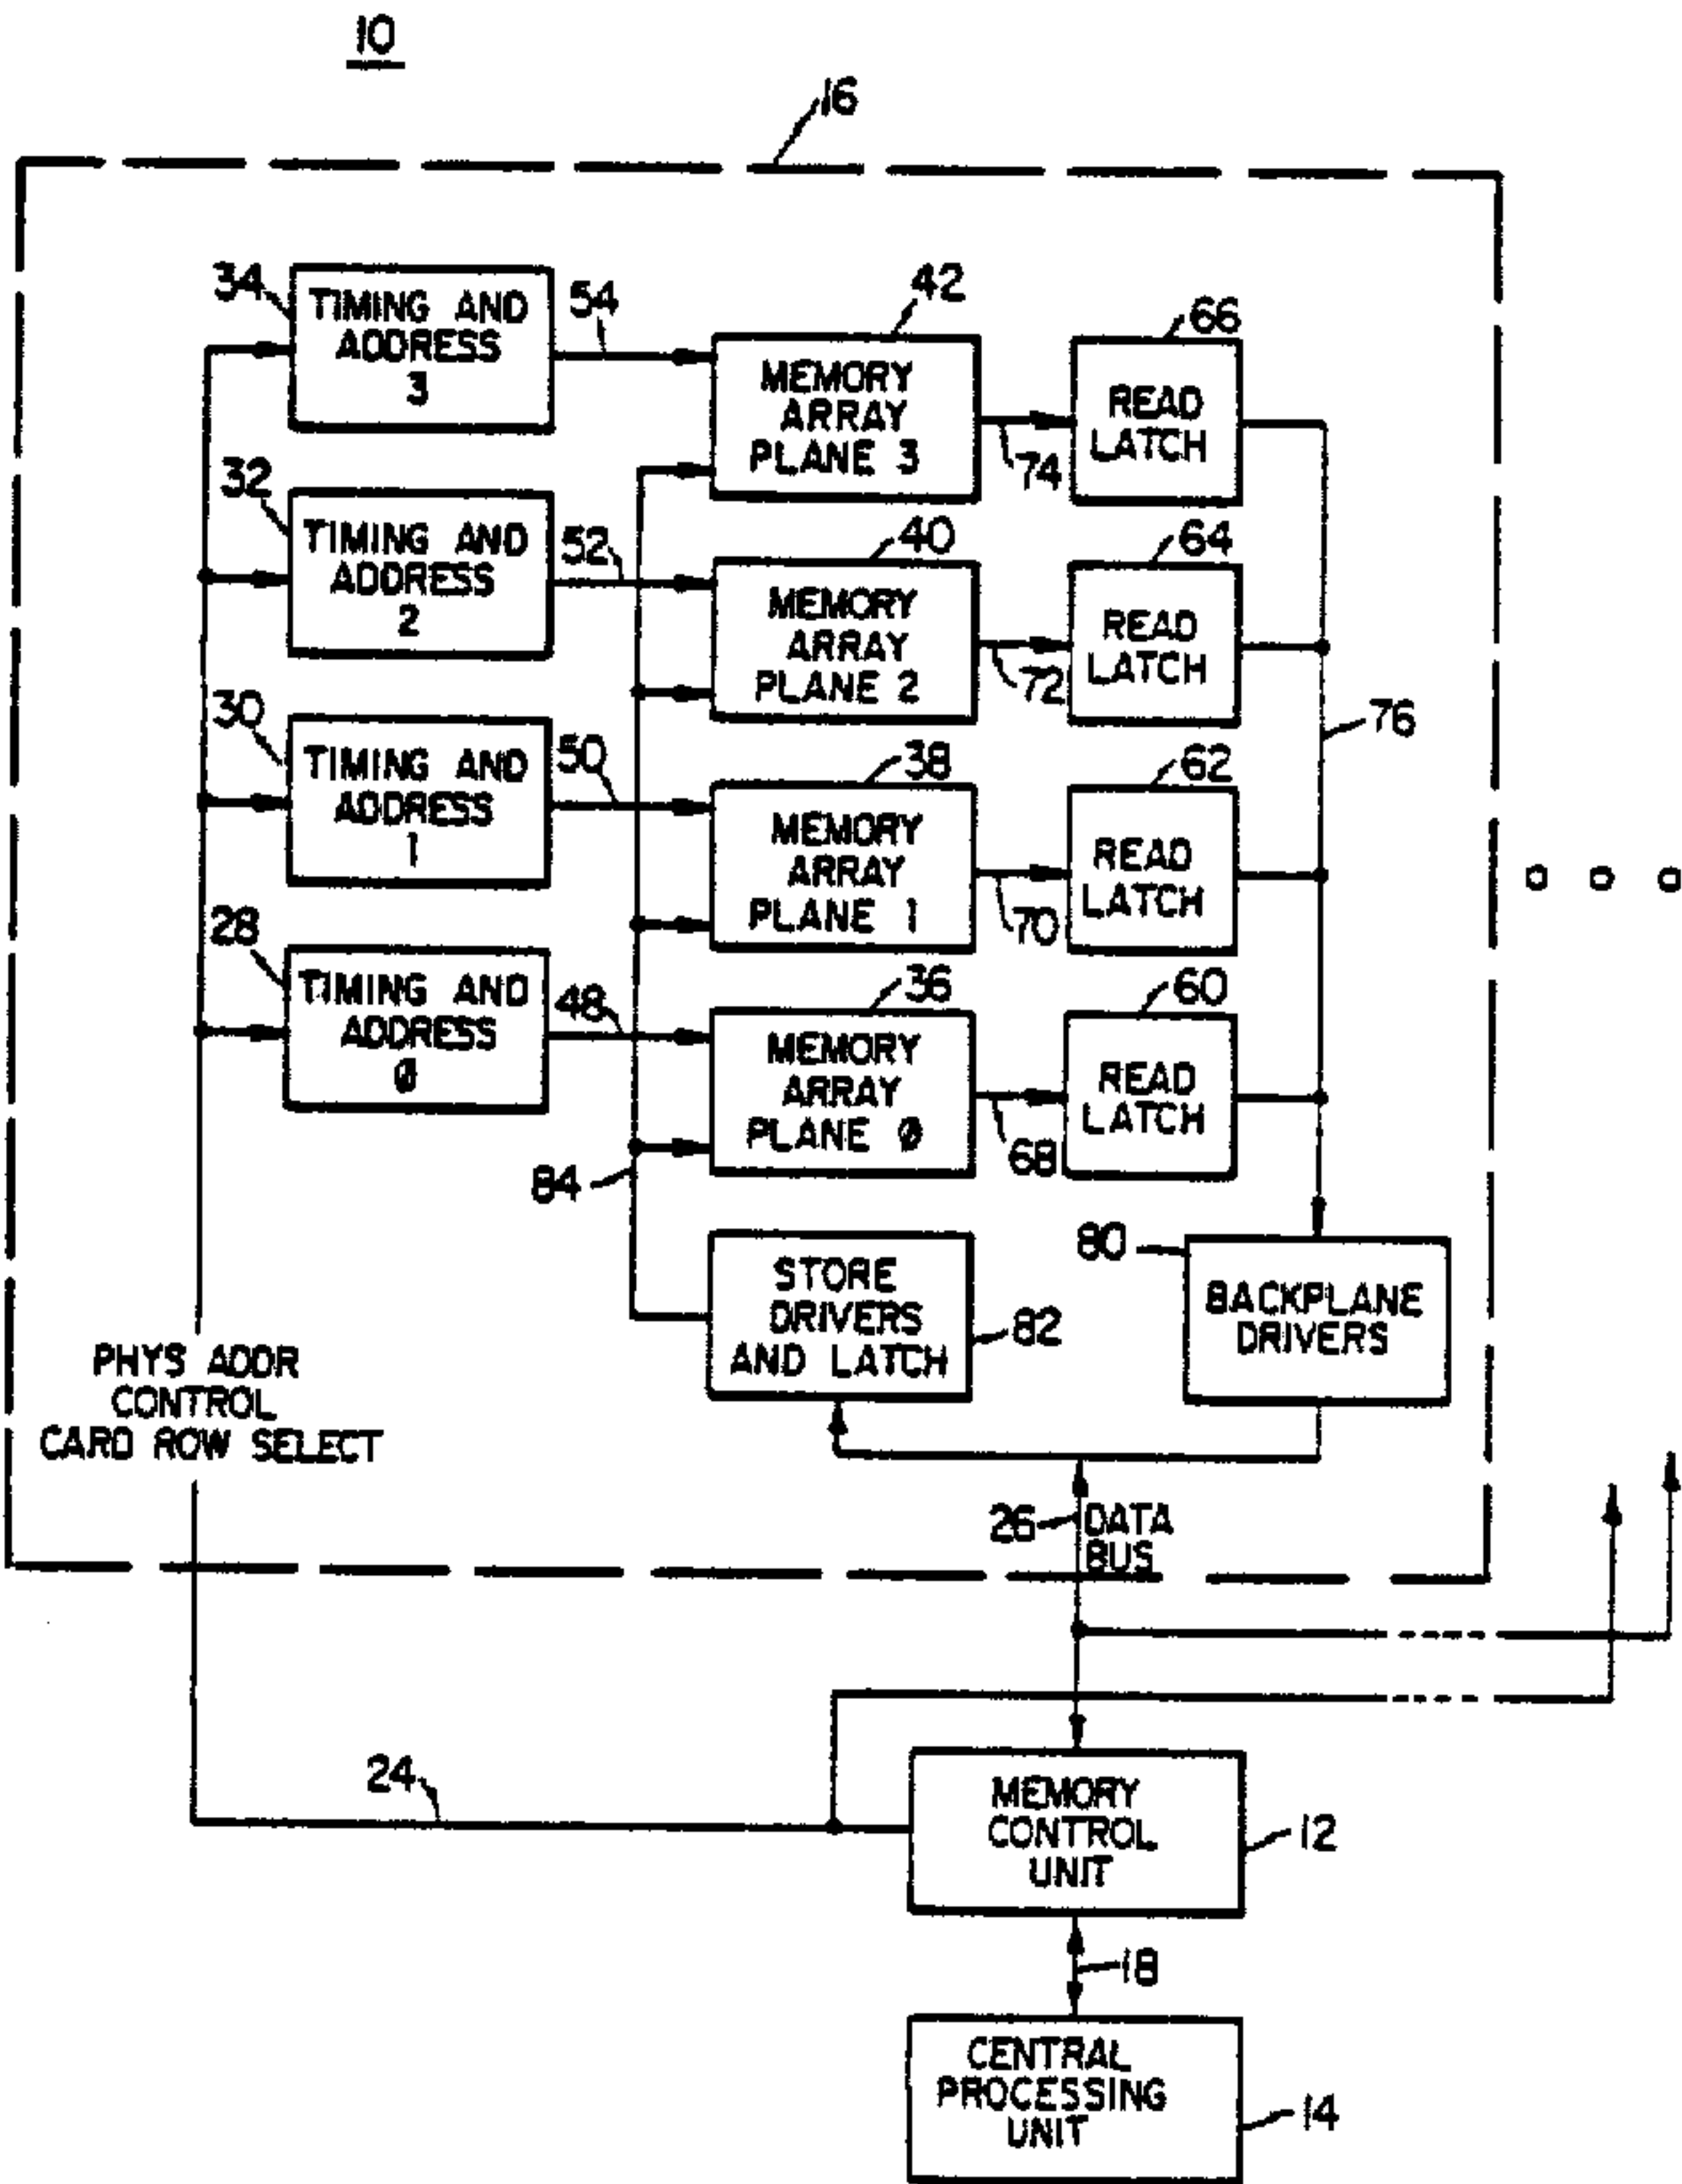 10
16
34
TIMING AND
ADDRESS
3
54
42
MEMORY
ARRAY
PLANE 3
74
66
READ
LATCH
32
TIMING AND
ADDRESS
2
52
40
MEMORY
ARRAY
PLANE 2
72
64
READ
LATCH
76
30
TIMING AND
ADDRESS
1
50
38
MEMORY
ARRAY
PLANE 1
70
62
READ
LATCH
28
TIMING AND
ADDRESS
0
48
36
MEMORY
ARRAY
PLANE 0
68
60
READ
LATCH
84
STORE
DRIVERS
AND LATCH
82
80
BACKPLANE
DRIVERS
PHYS ADDR
CONTROL
CARD ROW SELECT
26
DATA
BUS
24
MEMORY
CONTROL
UNIT
12
18
CENTRAL
PROCESSING
UNIT
14